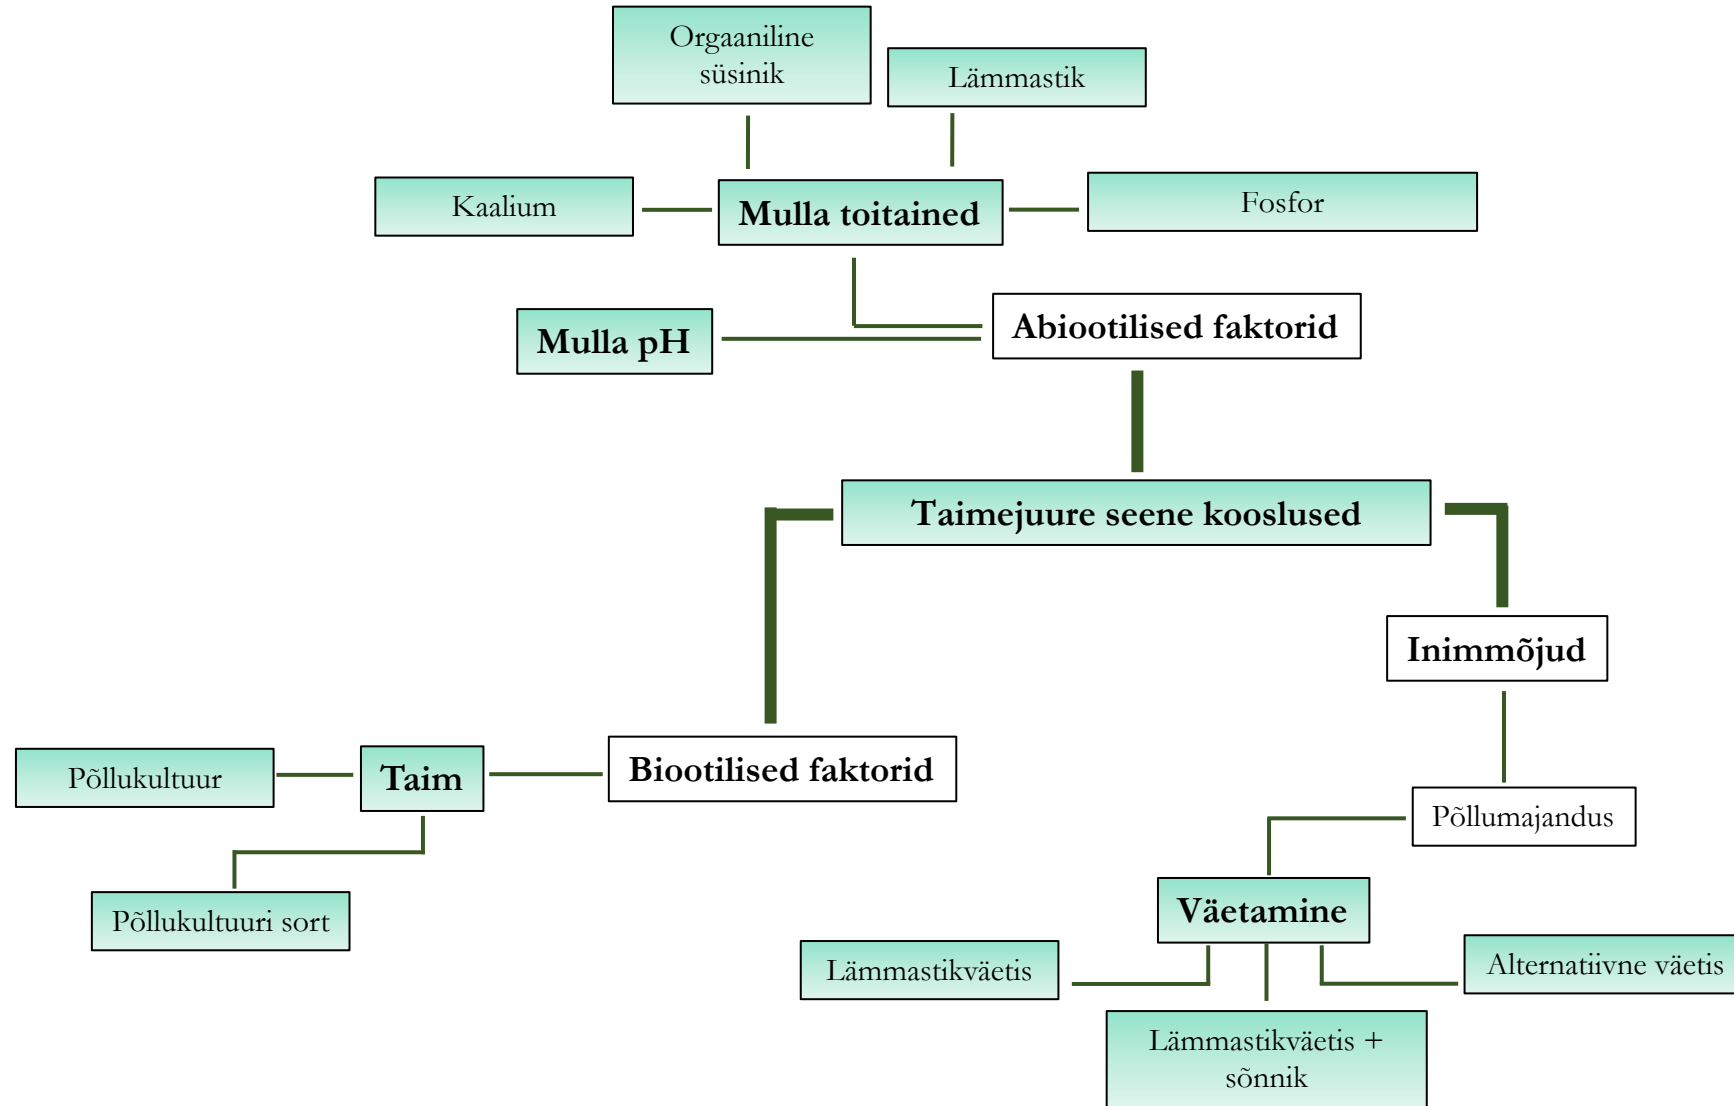 Orgaaniline
süsinik
Lämmastik
Kaalium
Mulla toitained
Fosfor
Mulla pH
Abiootilised faktorid
Taimejuure seene kooslused
Inimmõjud
Põllukultuur
Taim
Biootilised faktorid
Põllumajandus
Põllukultuuri sort
Väetamine
Lämmastikväetis
Alternatiivne väetis
Lämmastikväetis +
sõnnik